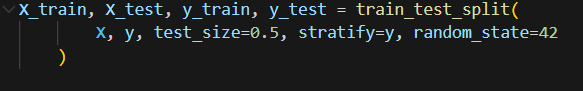 X_train, X_test, y_train, y_test = train_test_split(
X, y, test_size=0.5, stratify=y, random_state=42
)